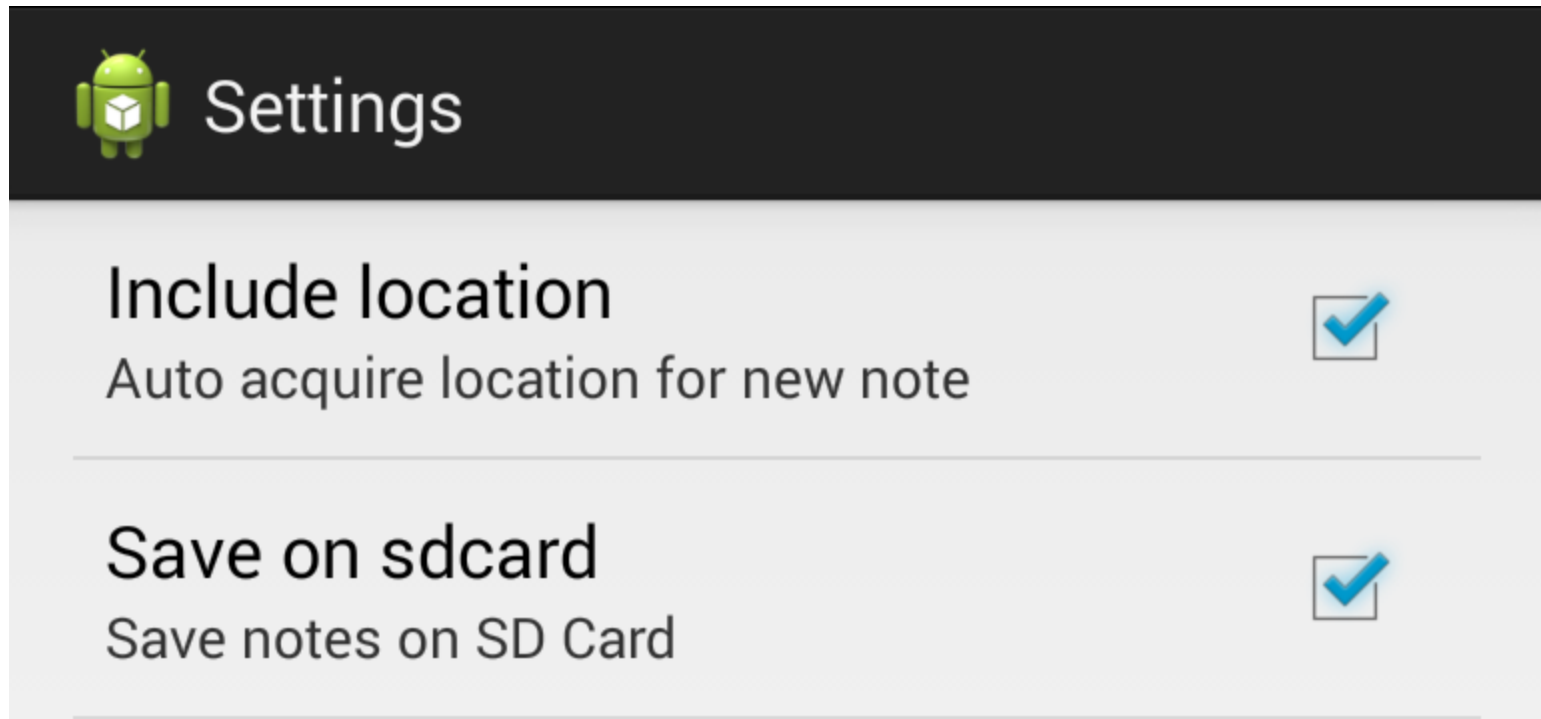 Settings
Include location
Auto acquire location for new note
Save on sdcard
Save notes on SD Card